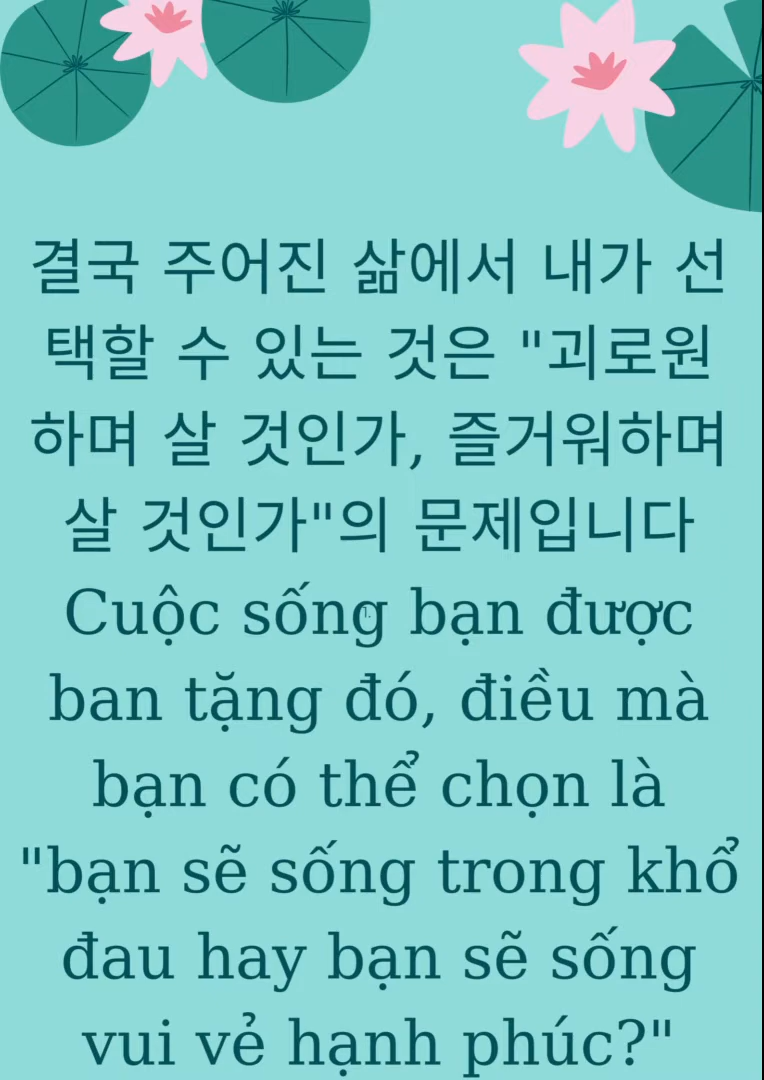 결국 주어진 삶에서 내가 선
택할 수 있는 것은 "괴로원
하며 살 것인가, 즐거워하며
살 것인가"의 문제입니다
Cuộc sống bạn được
ban tặng đó, điều mà
bạn có thể chọn là
"bạn sẽ sống trong khổ
đau hay bạn sẽ sống
vui vẻ hạnh phúc?"